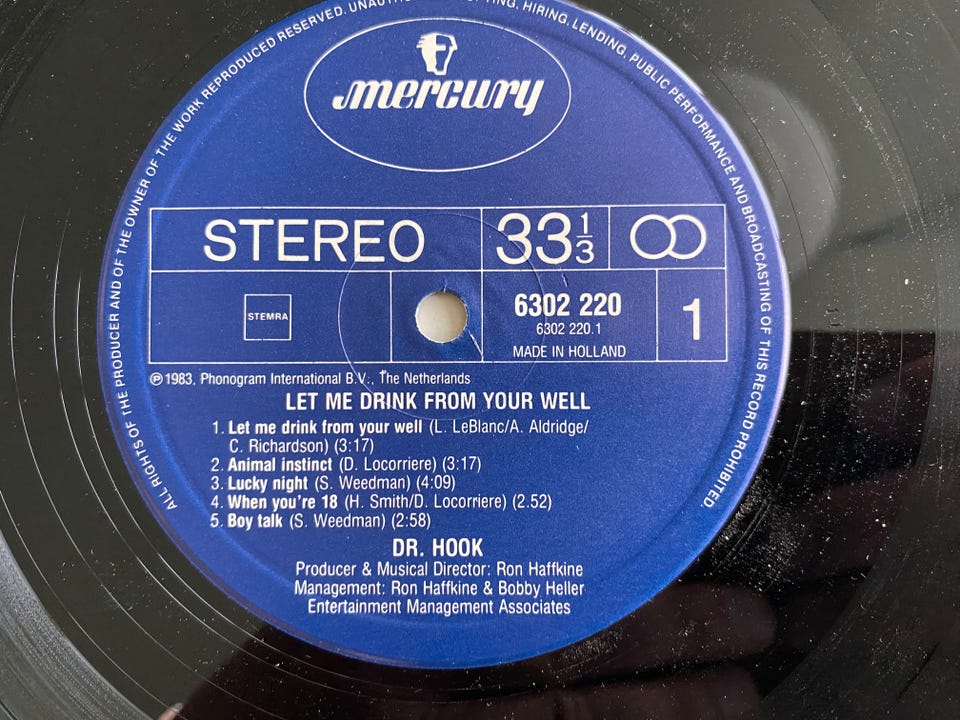 ALL RIGHTS OF THE PRODUCER AND OF THE OWNER OF THE WORK REPRODUCED RESERVED. HIRING, LENDING, PUBLIC PERFORMANCE AND BROADCASTING OF THIS RECORD PROHIBITED.
mercury
STEREO 33 1/3
STEMRA
6302 220 1
6302 220.1
MADE IN HOLLAND
℗ 1983, Phonogram International B.V., The Netherlands
LET ME DRINK FROM YOUR WELL
1. Let me drink from your well (L. LeBlanc/A. Aldridge/
C. Richardson) (3:17)
2. Animal instinct (D. Locorriere) (3:17)
3. Lucky night (S. Weedman) (4:09)
4. When you're 18 (H. Smith/D. Locorriere) (2.52)
5. Boy talk (S. Weedman) (2:58)
DR. HOOK
Producer & Musical Director: Ron Haffkine
Management: Ron Haffkine & Bobby Heller
Entertainment Management Associates